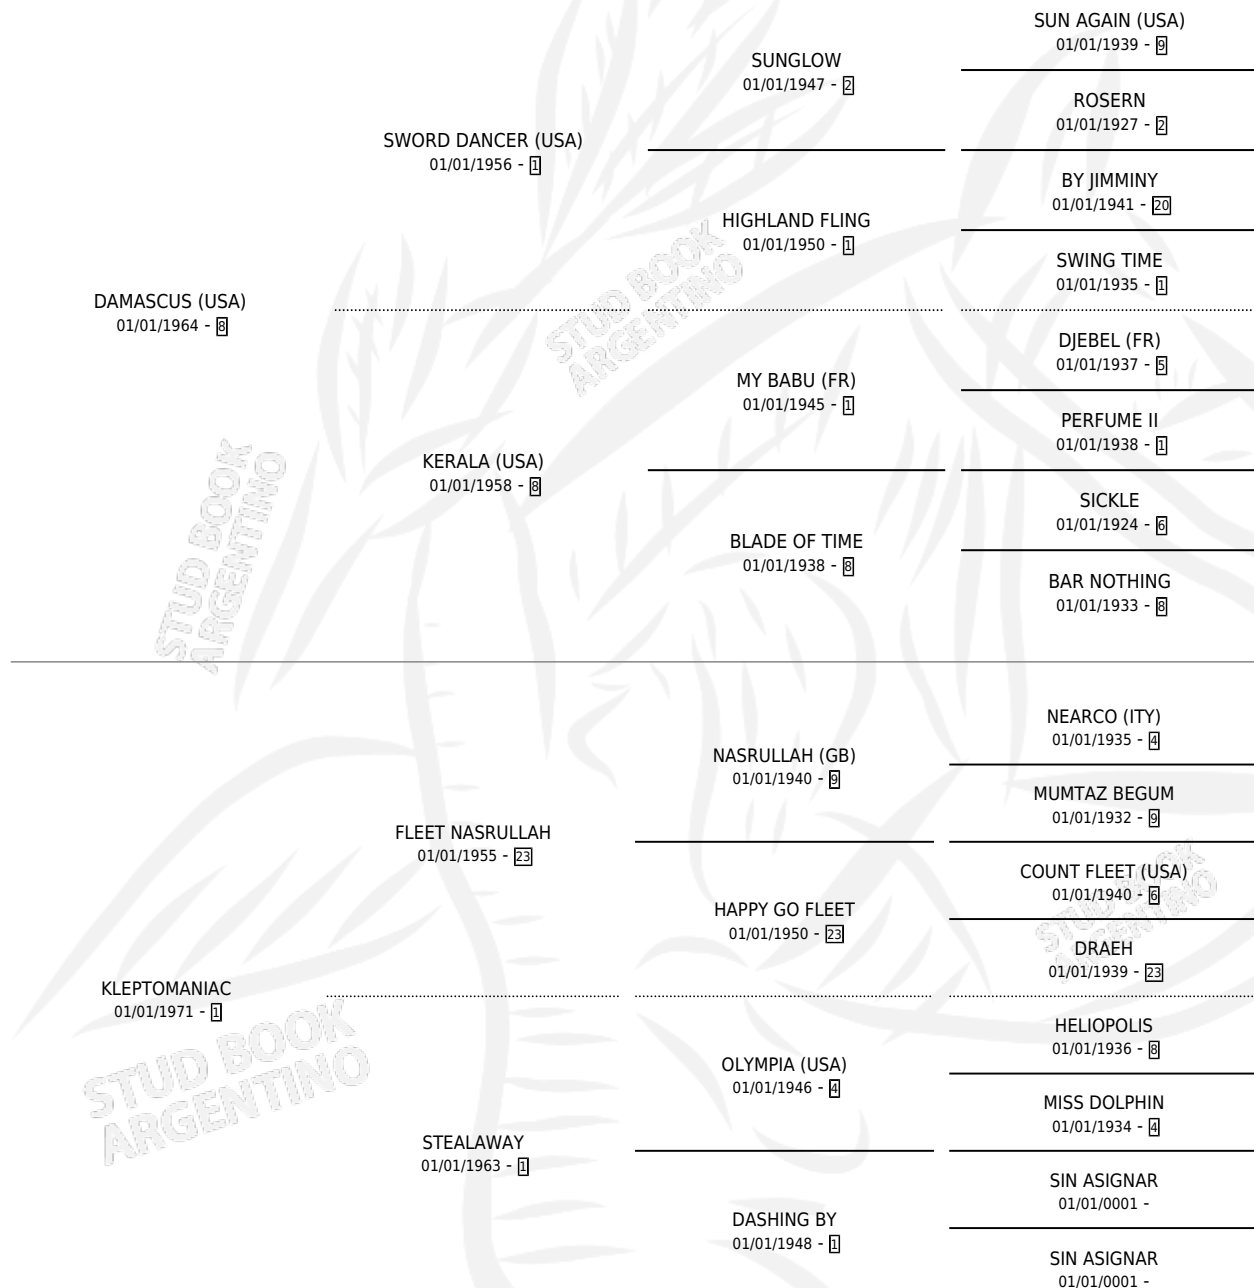 SUN AGAIN (USA)
01/01/1939 - 9
SUNGLOW
01/01/1947 - 2
ROSERN
01/01/1927 - 2
SWORD DANCER (USA)
01/01/1956 - 1
BY JIMMINY
01/01/1941 - 20
HIGHLAND FLING
01/01/1950 - 1
SWING TIME
01/01/1935 - 1
DAMASCUS (USA)
01/01/1964 - 8
DJEBEL (FR)
01/01/1937 - 5
MY BABU (FR)
01/01/1945 - 1
PERFUME II
01/01/1938 - 1
KERALA (USA)
01/01/1958 - 8
SICKLE
01/01/1924 - 6
BLADE OF TIME
01/01/1938 - 8
BAR NOTHING
01/01/1933 - 8
NEARCO (ITY)
01/01/1935 - 4
NASRULLAH (GB)
01/01/1940 - 9
MUMTAZ BEGUM
01/01/1932 - 9
FLEET NASRULLAH
01/01/1955 - 23
COUNT FLEET (USA)
01/01/1940 - 6
HAPPY GO FLEET
01/01/1950 - 23
DRAEH
01/01/1939 - 23
KLEPTOMANIAC
01/01/1971 - 1
HELIOPOLIS
01/01/1936 - 8
OLYMPIA (USA)
01/01/1946 - 4
MISS DOLPHIN
01/01/1934 - 4
STEALAWAY
01/01/1963 - 1
SIN ASIGNAR
01/01/0001 -
DASHING BY
01/01/1948 - 1
SIN ASIGNAR
01/01/0001 -
STUD BOOK
ARGENTINO
STUD BOOK
ARGENTINO
STUD BOOK
ARGENTINO
STUD BOOK
ARGENTINO